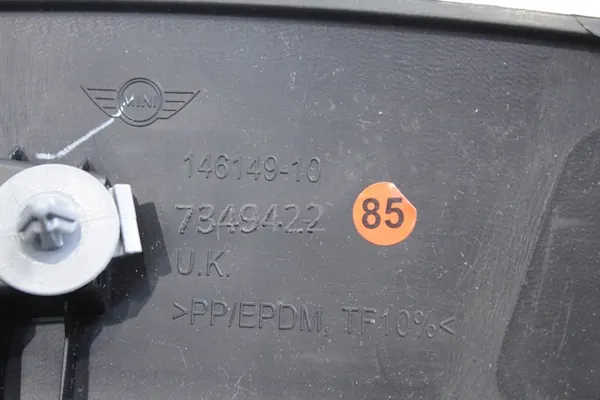 MINI
146149-10
7349422
85
U.K.
>PP/EPDM, TF10%<